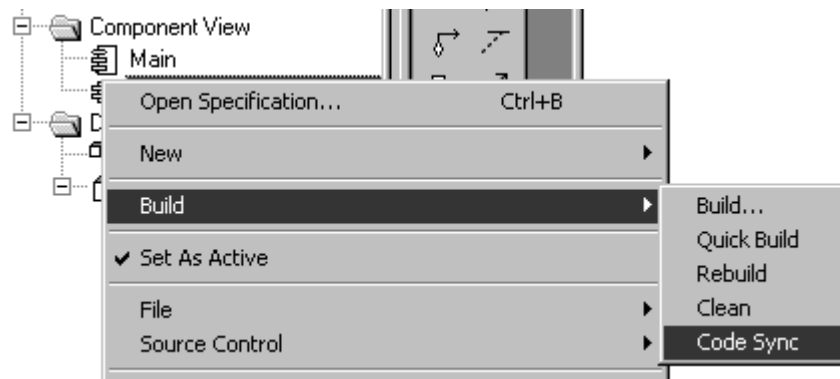 Component View
Main
Open Specification... Ctrl+B
D
New
Build
Build...
Quick Build
Set As Active
Rebuild
File
Clean
Source Control
Code Sync